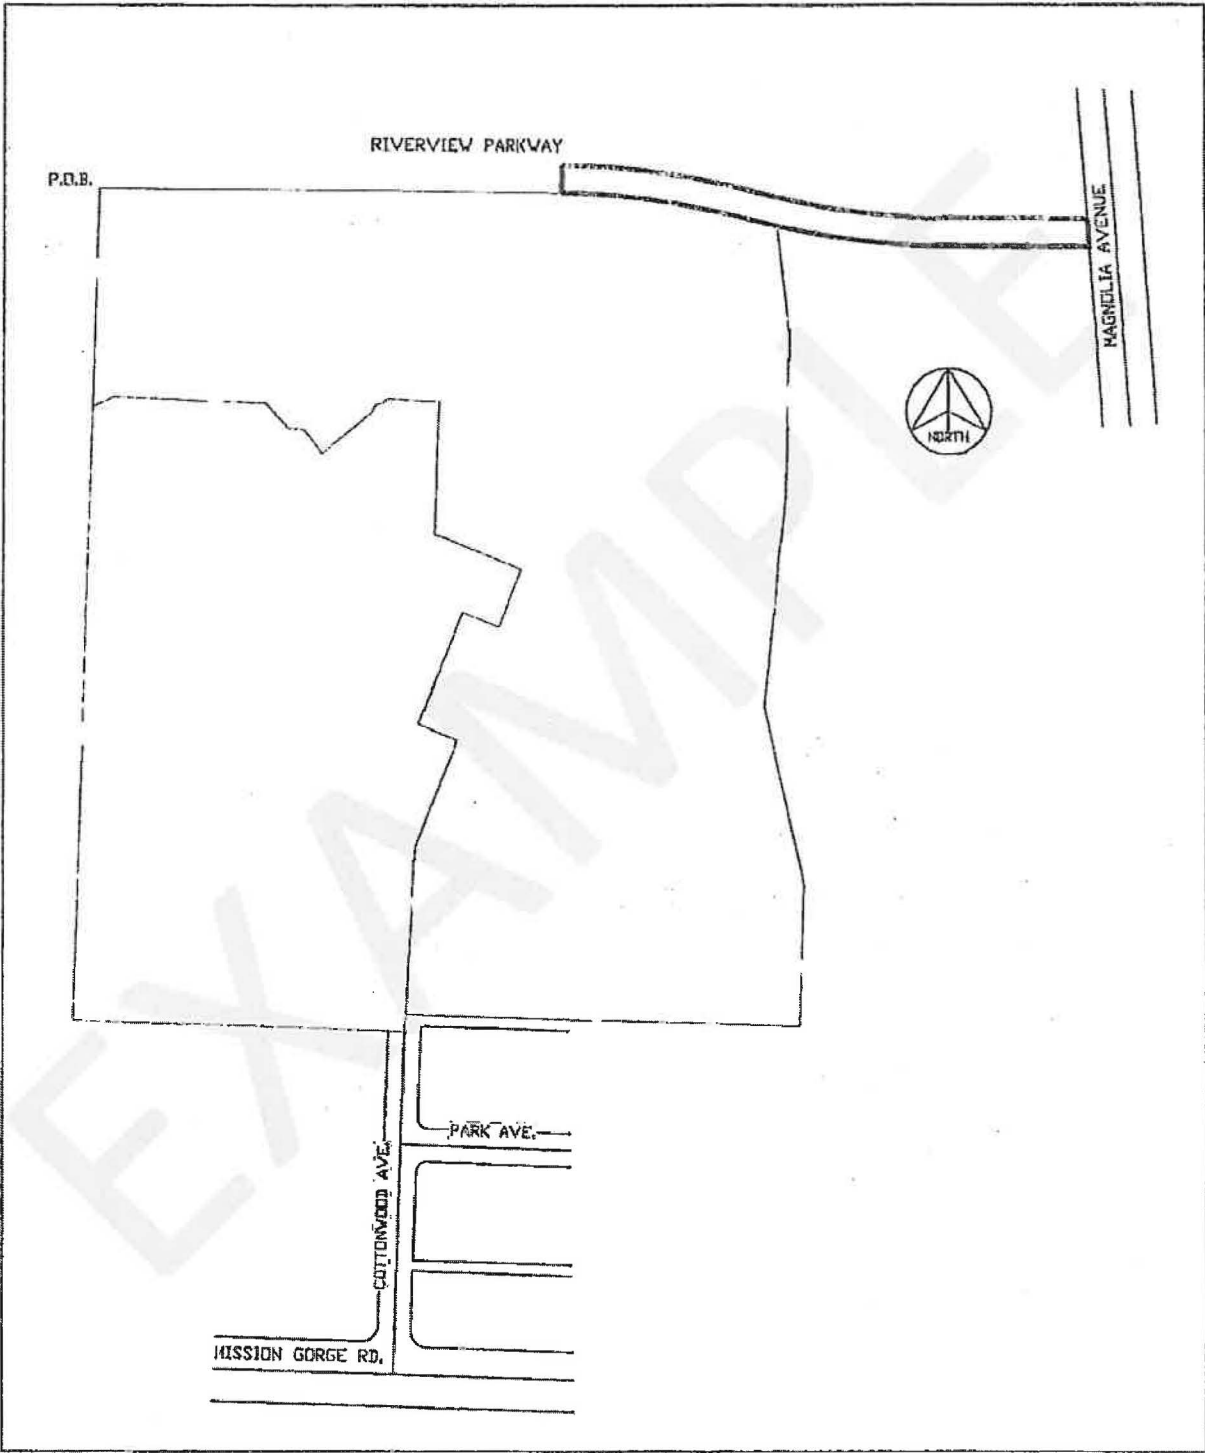 RIVERVIEW PARKWAY
P.O.B.
MAGNOLIA AVENUE
NORTH
EXAMPLE
PARK AVE.
COTTONWOOD AVE.
MISSION GORGE RD.